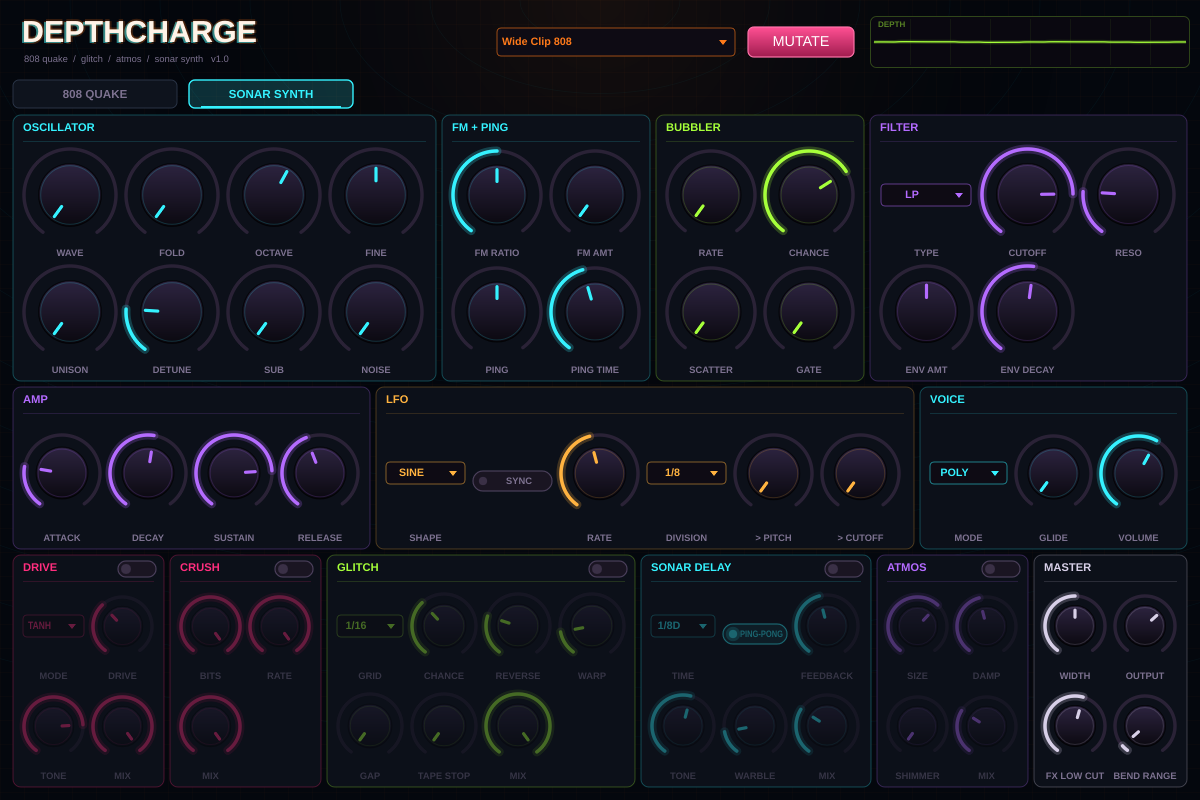 DEPTHCHARGE
808 quake / glitch / atmos / sonar synth v1.0
Wide Clip 808
MUTATE
DEPTH
808 QUAKE
SONAR SYNTH
OSCILLATOR
WAVE FOLD OCTAVE FINE
UNISON DETUNE SUB NOISE
FM + PING
FM RATIO FM AMT
PING PING TIME
BUBBLER
RATE CHANCE
SCATTER GATE
FILTER
LP
TYPE CUTOFF RESO
ENV AMT ENV DECAY
AMP
ATTACK DECAY SUSTAIN RELEASE
LFO
SINE SYNC 1/8
SHAPE RATE DIVISION > PITCH > CUTOFF
VOICE
POLY
MODE GLIDE VOLUME
DRIVE
TANH
MODE DRIVE
TONE MIX
CRUSH
BITS RATE
MIX
GLITCH
1/16
GRID CHANCE REVERSE WARP
GAP TAPE STOP MIX
SONAR DELAY
1/8D PING-PONG
TIME FEEDBACK
TONE WARBLE MIX
ATMOS
SIZE DAMP
SHIMMER MIX
MASTER
WIDTH OUTPUT
FX LOW CUT BEND RANGE